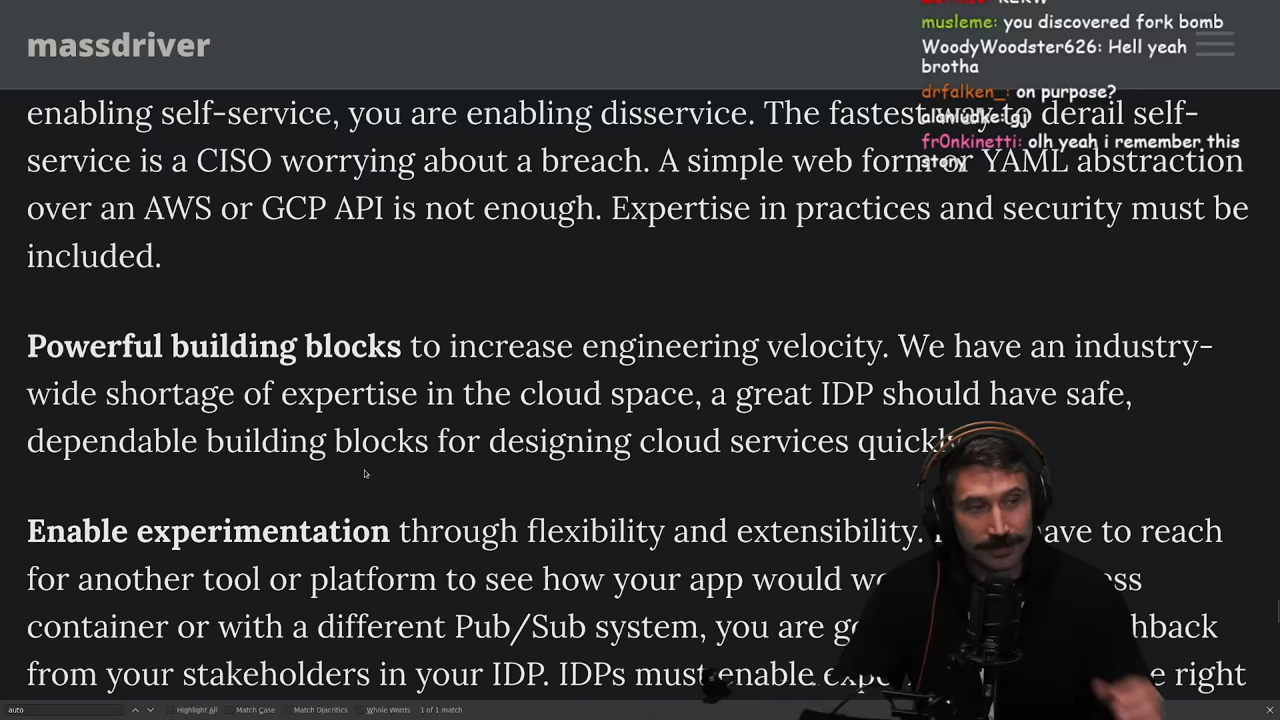 massdriver
musleme: you discovered fork bomb
WoodyWoodster626: Hell yeah
brotha
drfalken_: on purpose?
alanludke: gj
fr0nkinetti: olh yeah i remember this
story
enabling self-service, you are enabling disservice. The fastest way to derail self-
service is a CISO worrying about a breach. A simple web form or YAML abstraction
over an AWS or GCP API is not enough. Expertise in practices and security must be
included.
Powerful building blocks to increase engineering velocity. We have an industry-
wide shortage of expertise in the cloud space, a great IDP should have safe,
dependable building blocks for designing cloud services quickly
Enable experimentation through flexibility and extensibility. have to reach
for another tool or platform to see how your app would
container or with a different Pub/Sub system, you are
from your stakeholders in your IDP. IDPs must enable right
auto
Highlight All Match Case Match Diacritics Whole Words 1 of 1 match